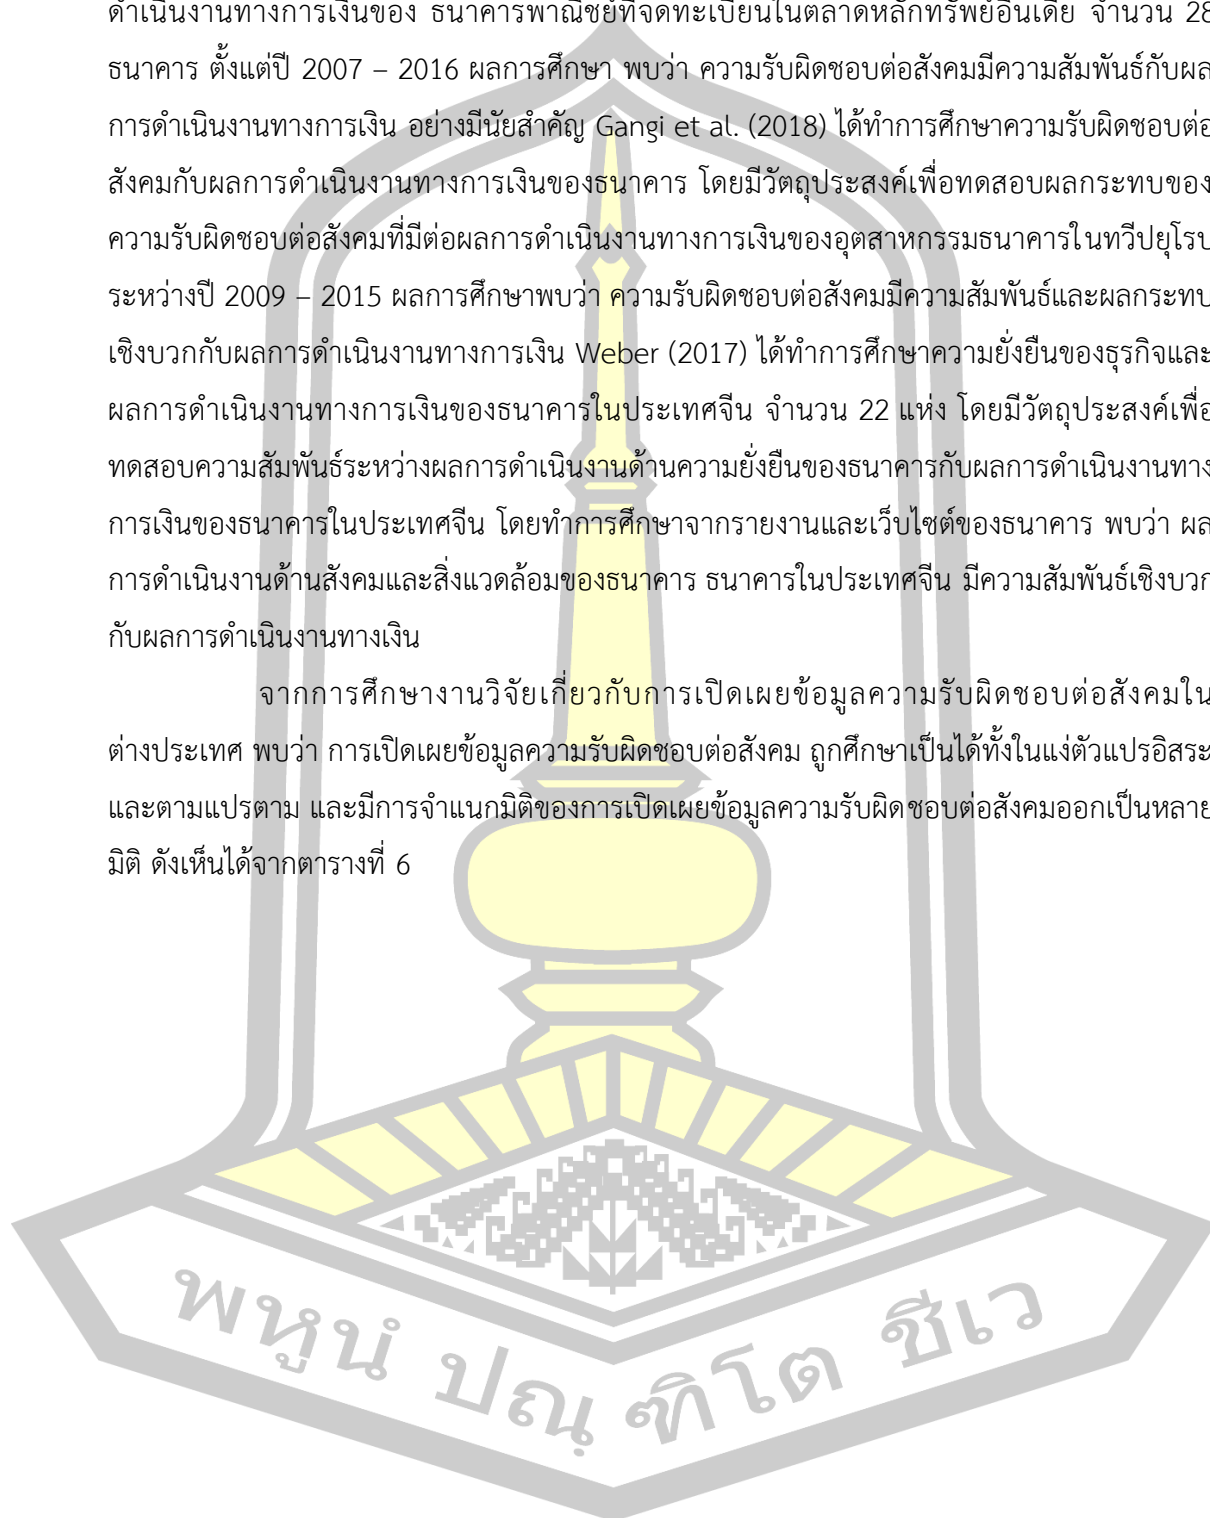 ดำเนินงานทางการเงินของ ธนาคารพาณิชย์ที่จดทะเบียนในตลาดหลักทรัพย์อินเดีย จำนวน 28
ธนาคาร ตั้งแต่ปี 2007 – 2016 ผลการศึกษา พบว่า ความรับผิดชอบต่อสังคมมีความสัมพันธ์กับผล
การดำเนินงานทางการเงิน อย่างมีนัยสำคัญ Gangi et al. (2018) ได้ทำการศึกษาความรับผิดชอบต่อ
สังคมกับผลการดำเนินงานทางการเงินของธนาคาร โดยมีวัตถุประสงค์เพื่อทดสอบผลกระทบของ
ความรับผิดชอบต่อสังคมที่มีต่อผลการดำเนินงานทางการเงินของอุตสาหกรรมธนาคารในทวีปยุโรป
ระหว่างปี 2009 – 2015 ผลการศึกษาพบว่า ความรับผิดชอบต่อสังคมมีความสัมพันธ์และผลกระทบ
เชิงบวกกับผลการดำเนินงานทางการเงิน Weber (2017) ได้ทำการศึกษาความยั่งยืนของธุรกิจและ
ผลการดำเนินงานทางการเงินของธนาคารในประเทศจีน จำนวน 22 แห่ง โดยมีวัตถุประสงค์เพื่อ
ทดสอบความสัมพันธ์ระหว่างผลการดำเนินงานด้านความยั่งยืนของธนาคารกับผลการดำเนินงานทาง
การเงินของธนาคารในประเทศจีน โดยทำการศึกษาจากรายงานและเว็บไซต์ของธนาคาร พบว่า ผล
การดำเนินงานด้านสังคมและสิ่งแวดล้อมของธนาคาร ธนาคารในประเทศจีน มีความสัมพันธ์เชิงบวก
กับผลการดำเนินงานทางเงิน
จากการศึกษางานวิจัยเกี่ยวกับการเปิดเผยข้อมูลความรับผิดชอบต่อสังคมใน
ต่างประเทศ พบว่า การเปิดเผยข้อมูลความรับผิดชอบต่อสังคม ถูกศึกษาเป็นได้ทั้งในแง่ตัวแปรอิสระ
และตามแปรตาม และมีการจำแนกมิติของการเปิดเผยข้อมูลความรับผิดชอบต่อสังคมออกเป็นหลาย
มิติ ดังเห็นได้จากตารางที่ 6
พหูนํ ปณฺฑิโต ชีเว